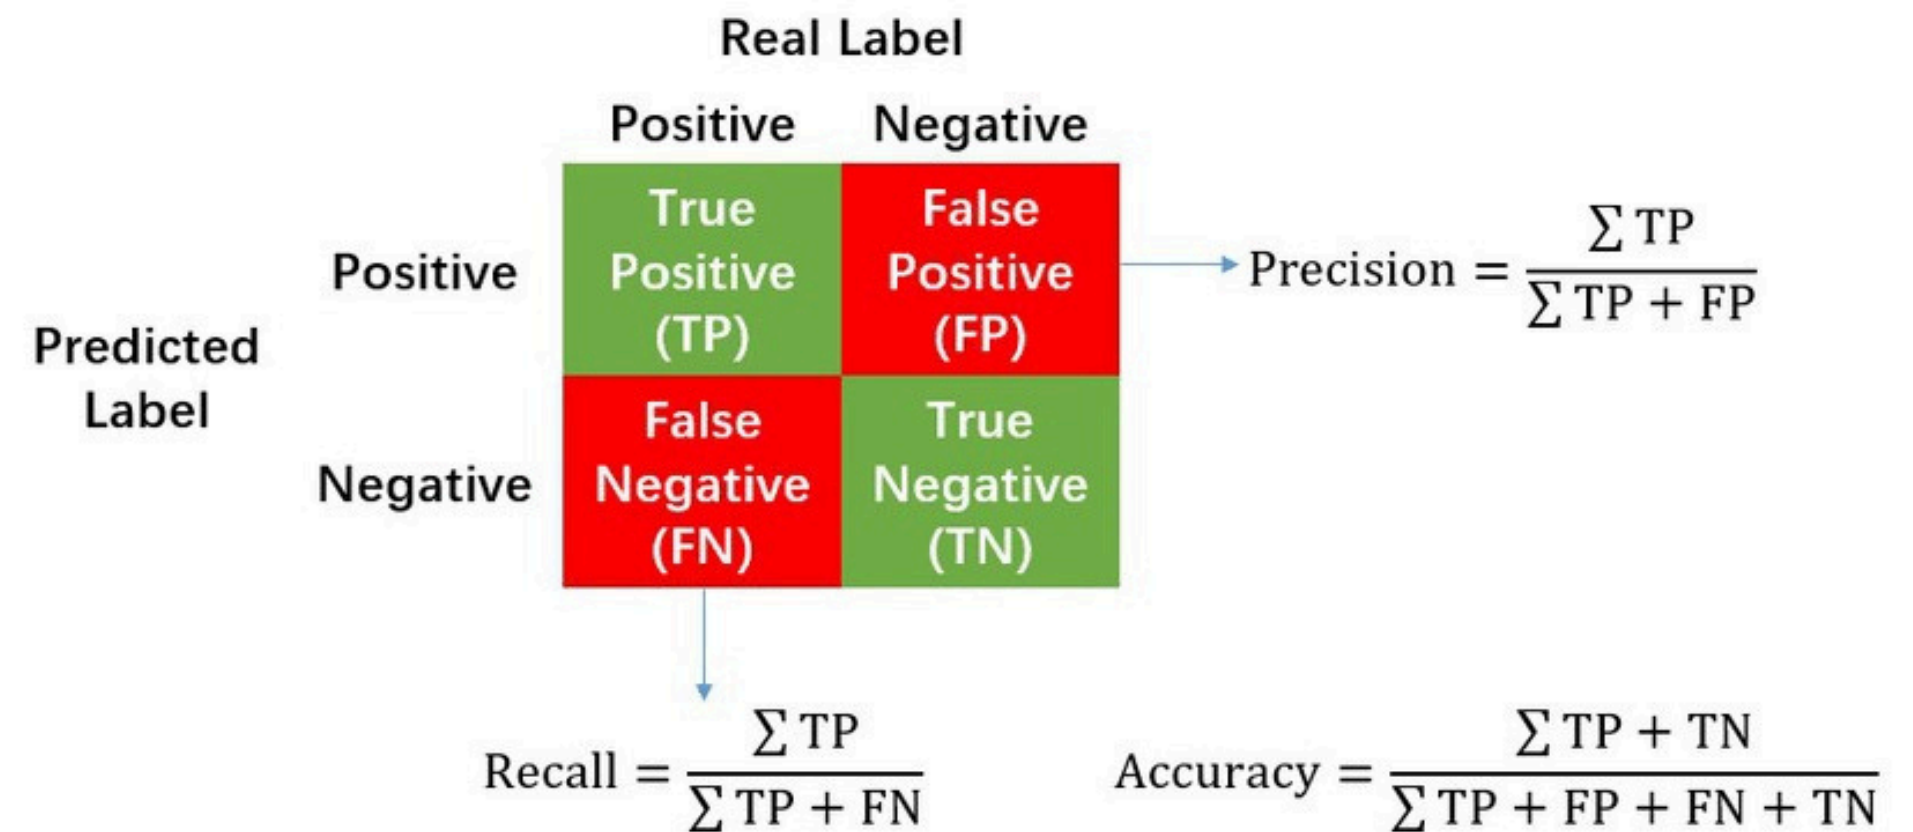 Real Label
Positive Negative
True Positive (TP)
False Positive (FP)
Positive
Precision = ∑ TP / ∑ TP + FP
Predicted Label
False Negative (FN)
True Negative (TN)
Negative
Recall = ∑ TP / ∑ TP + FN
Accuracy = ∑ TP + TN / ∑ TP + FP + FN + TN